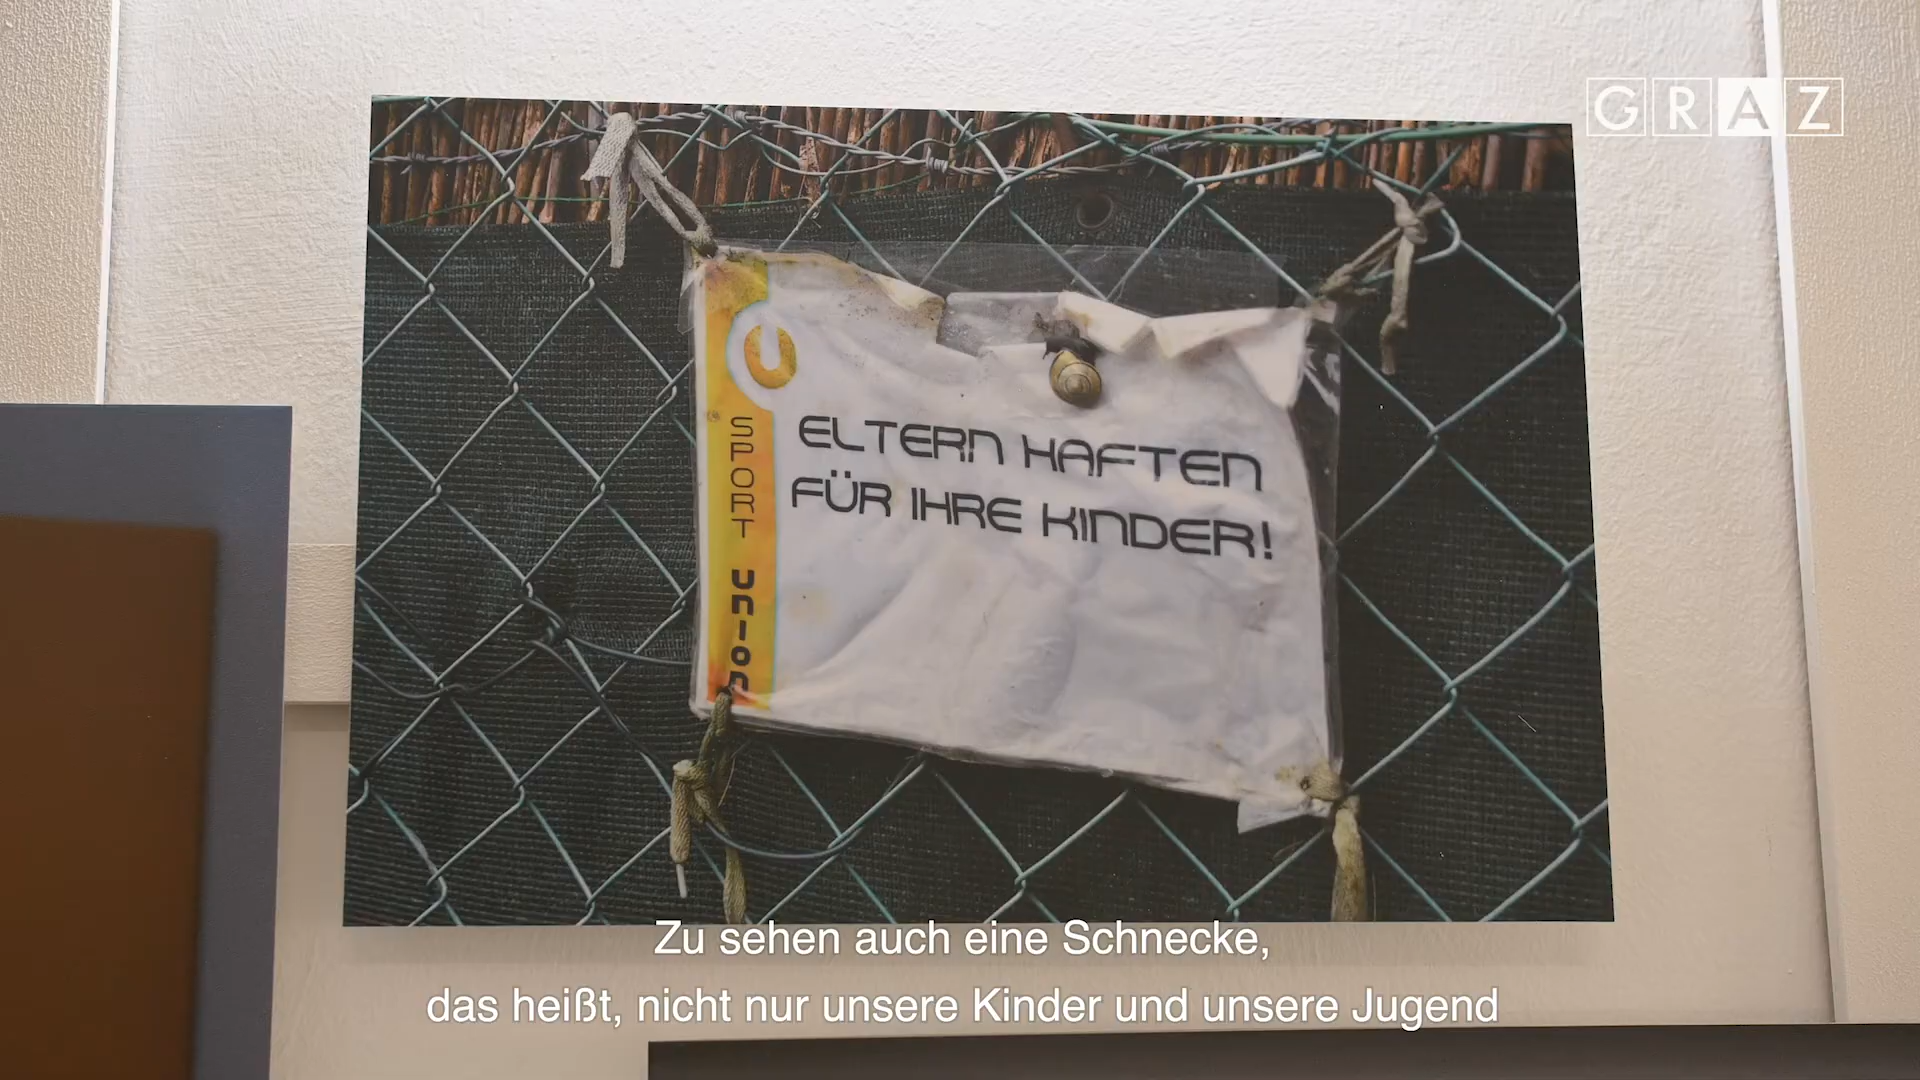 GRAZ
SPORT UNION
ELTERN HAFTEN
FÜR IHRE KINDER!
Zu sehen auch eine Schnecke,
das heißt, nicht nur unsere Kinder und unsere Jugend